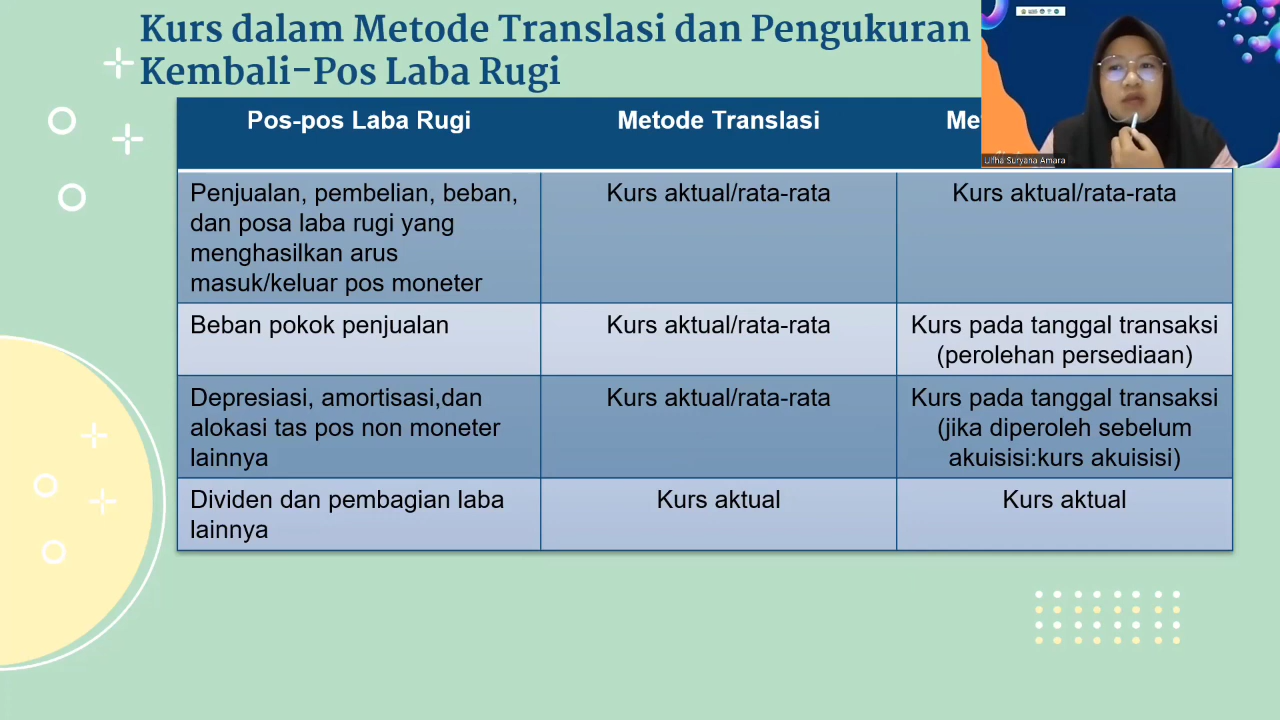 Kurs dalam Metode Translasi dan Pengukuran
Kembali-Pos Laba Rugi
Pos-pos Laba Rugi
Metode Translasi
Penjualan, pembelian, beban,
dan posa laba rugi yang
menghasilkan arus
masuk/keluar pos moneter
Kurs aktual/rata-rata
Kurs aktual/rata-rata
Beban pokok penjualan
Kurs aktual/rata-rata
Kurs pada tanggal transaksi
(perolehan persediaan)
Depresiasi, amortisasi,dan
alokasi tas pos non moneter
lainnya
Kurs aktual/rata-rata
Kurs pada tanggal transaksi
(jika diperoleh sebelum
akuisisi:kurs akuisisi)
Dividen dan pembagian laba
lainnya
Kurs aktual
Kurs aktual
Ulfha Suryana Amara